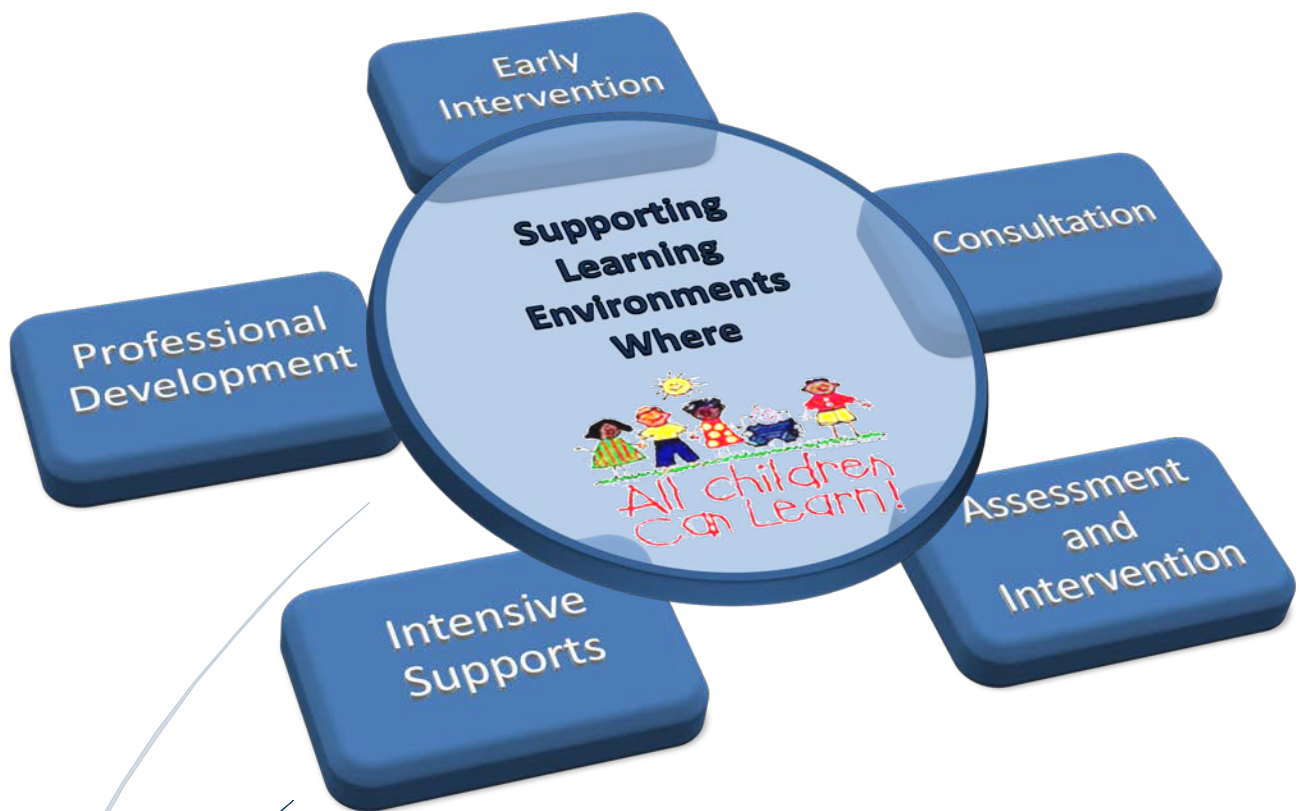 Early
Intervention
Supporting
Learning
Environments
Where
All children
Can Learn!
Consultation
Professional
Development
Assessment
and
Intervention
Intensive
Supports